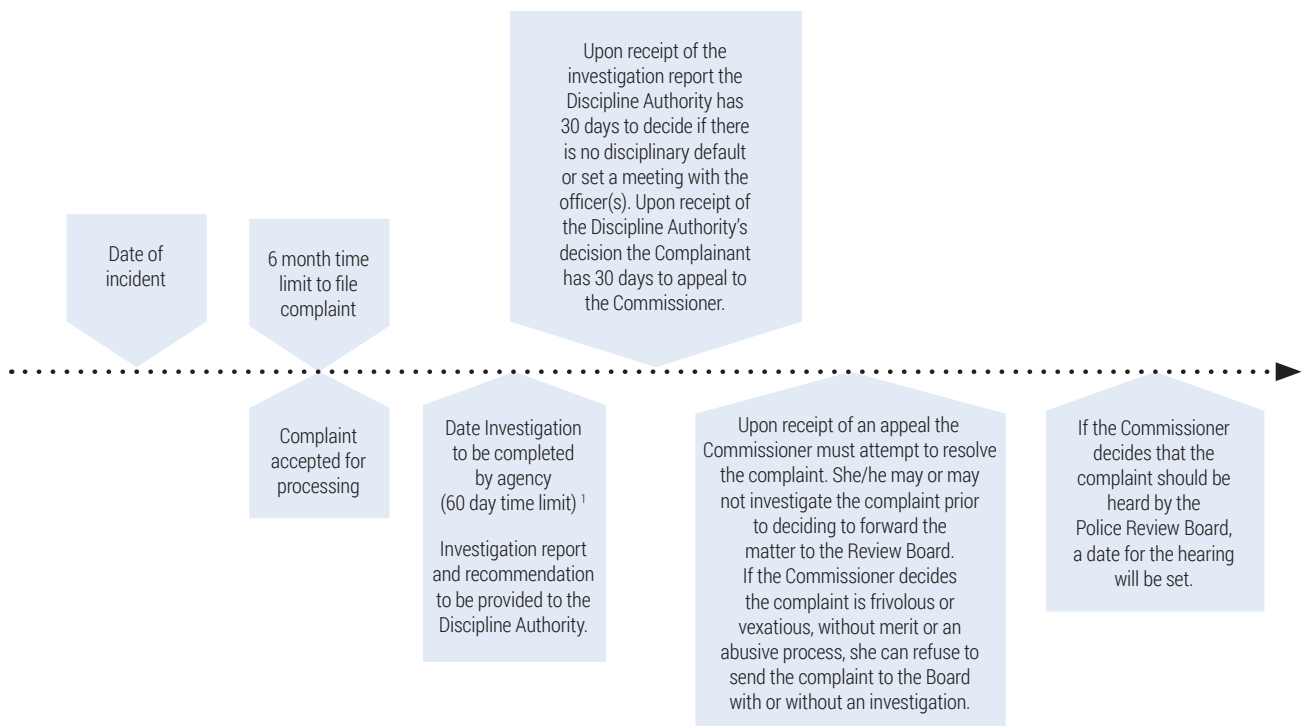 Date of
incident
6 month time
limit to file
complaint
Complaint
accepted for
processing
Date Investigation
to be completed
by agency
(60 day time limit) ¹
Investigation report
and recommendation
to be provided to the
Discipline Authority.
Upon receipt of the
investigation report the
Discipline Authority has
30 days to decide if there
is no disciplinary default
or set a meeting with the
officer(s). Upon receipt of
the Discipline Authority's
decision the Complainant
has 30 days to appeal to
the Commissioner.
Upon receipt of an appeal the
Commissioner must attempt to resolve
the complaint. She/he may or may
not investigate the complaint prior
to deciding to forward the
matter to the Review Board.
If the Commissioner decides
the complaint is frivolous or
vexatious, without merit or an
abusive process, she can refuse to
send the complaint to the Board
with or without an investigation.
If the Commissioner
decides that the
complaint should be
heard by the
Police Review Board,
a date for the hearing
will be set.